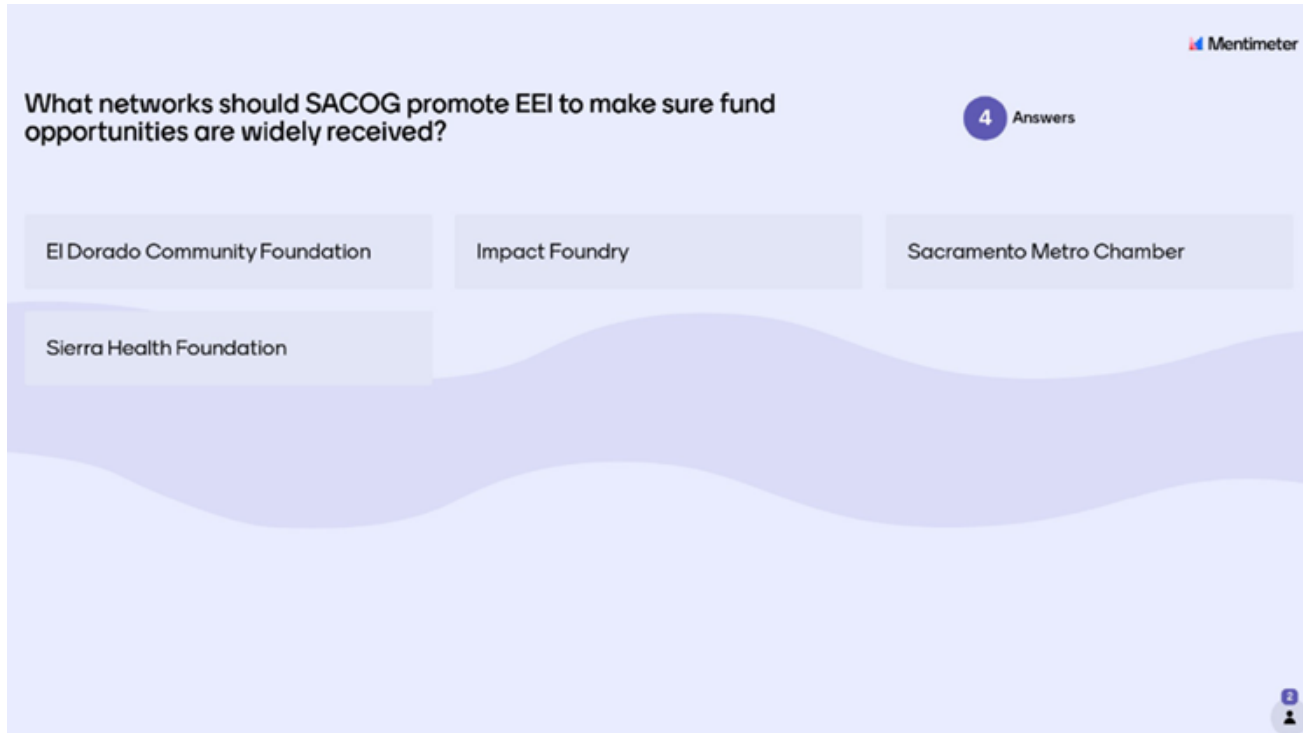 Mentimeter
What networks should SACOG promote EEI to make sure fund
opportunities are widely received?
4 Answers
El Dorado Community Foundation
Impact Foundry
Sacramento Metro Chamber
Sierra Health Foundation
2